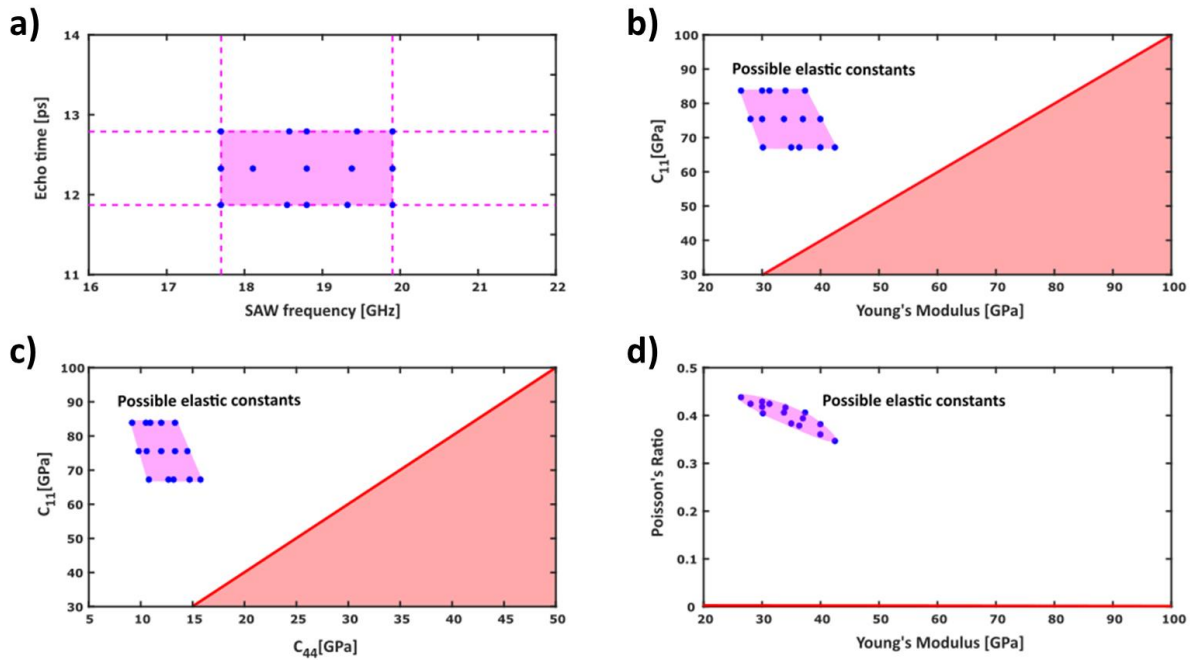 a)
14
13
12
11
Echo time [ps]
16 17 18 19 20 21 22
SAW frequency [GHz]
b)
100
90
80
70
60
50
40
30
C11[GPa]
Possible elastic constants
20 30 40 50 60 70 80 90 100
Young's Modulus [GPa]
c)
100
90
80
70
60
50
40
30
C11[GPa]
Possible elastic constants
5 10 15 20 25 30 35 40 45 50
C44[GPa]
d)
0.5
0.4
0.3
0.2
0.1
0
Poisson's Ratio
Possible elastic constants
20 30 40 50 60 70 80 90 100
Young's Modulus [GPa]